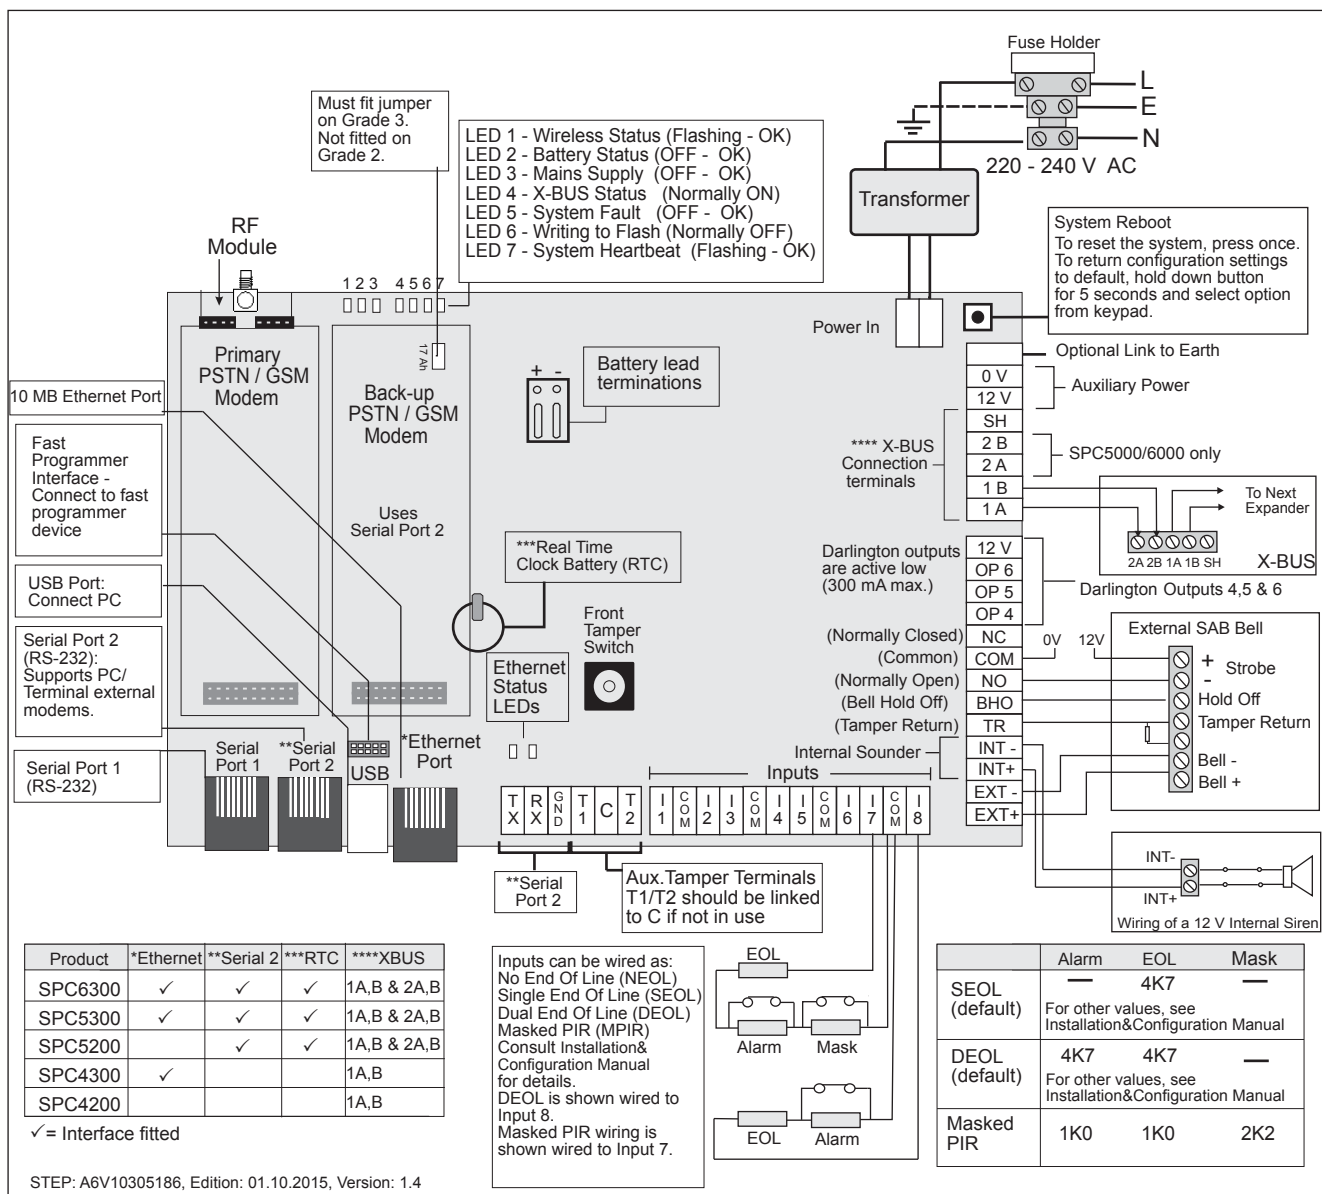 Fuse Holder
L
E
N
220 - 240 V  AC
Transformer
Must fit jumper
on Grade 3.
Not fitted on
Grade 2.
LED 1 - Wireless Status (Flashing - OK)
LED 2 - Battery Status (OFF - OK)
LED 3 - Mains Supply (OFF - OK)
LED 4 - X-BUS Status (Normally ON)
LED 5 - System Fault (OFF - OK)
LED 6 - Writing to Flash (Normally OFF)
LED 7 - System Heartbeat (Flashing - OK)
System Reboot
To reset the system, press once.
To return configuration settings
to default, hold down button
for 5 seconds and select option
from keypad.
RF
Module
1 2 3 4 5 6 7
17 Ah
Power In
Primary
PSTN / GSM
Modem
Back-up
PSTN / GSM
Modem
Uses
Serial Port 2
+ -
Battery lead
terminations
Optional Link to Earth
0 V
12 V
Auxiliary Power
SH
2 B
2 A
1 B
1 A
**** X-BUS
Connection
terminals
SPC5000/6000 only
To Next
Expander
2A 2B 1A 1B SH
X-BUS
10 MB Ethernet Port
Fast
Programmer
Interface -
Connect to fast
programmer
device
USB Port:
Connect PC
Serial Port 2
(RS-232):
Supports PC/
Terminal external
modems.
Serial Port 1
(RS-232)
***Real Time
Clock Battery (RTC)
Front
Tamper
Switch
Ethernet
Status
LEDs
Darlington outputs
are active low
(300 mA max.)
12 V
OP 6
OP 5
OP 4
Darlington Outputs 4,5 & 6
(Normally Closed)
NC
(Common)
COM
(Normally Open)
NO
(Bell Hold Off)
BHO
(Tamper Return)
TR
Internal Sounder
INT -
INT+
EXT -
EXT+
0V
12V
External SAB Bell
+
-
Strobe
Hold Off
Tamper Return
Bell -
Bell +
Serial
Port 1
**Serial
Port 2
USB
*Ethernet
Port
TX
RX
GND
T1
C
T2
Inputs
I1
COM
I2
I3
COM
I4
I5
COM
I6
I7
COM
I8
**Serial
Port 2
Aux.Tamper Terminals
T1/T2 should be linked
to C if not in use
INT-
INT+
Wiring of a 12 V Internal Siren
Product *Ethernet **Serial 2 ***RTC ****XBUS
SPC6300 ✓ ✓ ✓ 1A,B & 2A,B
SPC5300 ✓ ✓ ✓ 1A,B & 2A,B
SPC5200 ✓ ✓ 1A,B & 2A,B
SPC4300 ✓ 1A,B
SPC4200 1A,B
✓= Interface fitted
Inputs can be wired as:
No End Of Line (NEOL)
Single End Of Line (SEOL)
Dual End Of Line (DEOL)
Masked PIR (MPIR)
Consult Installation&
Configuration Manual
for details.
DEOL is shown wired to
Input 8.
Masked PIR wiring is
shown wired to Input 7.
EOL
Alarm
Mask
EOL
Alarm
Alarm EOL Mask
SEOL
(default)
— 4K7 —
For other values, see
Installation&Configuration Manual
DEOL
(default)
4K7 4K7 —
For other values, see
Installation&Configuration Manual
Masked
PIR
1K0 1K0 2K2
STEP: A6V10305186, Edition: 01.10.2015, Version: 1.4